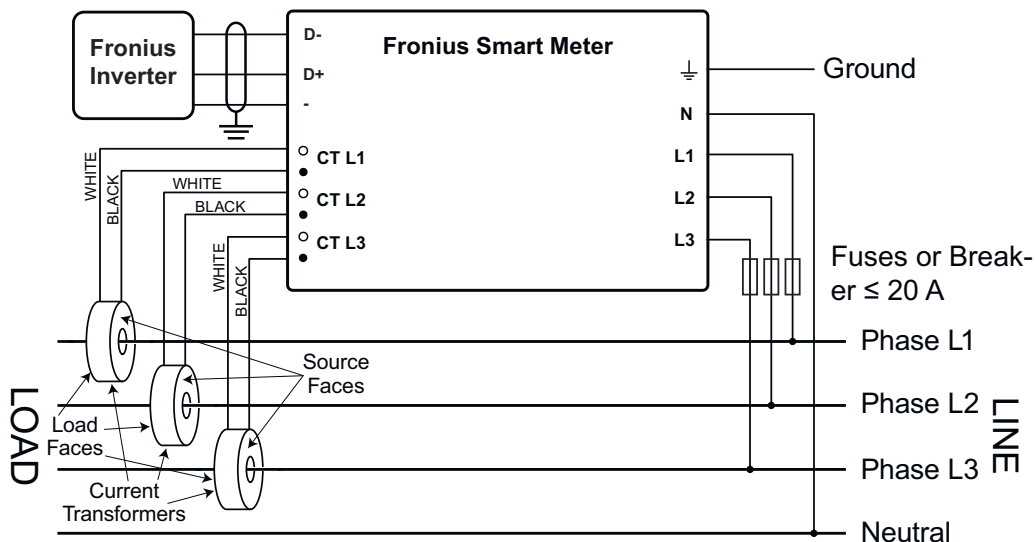 Fronius
Inverter
D-
D+
-
Fronius Smart Meter
Ground
N
L1
L2
L3
CT L1
CT L2
CT L3
WHITE
BLACK
WHITE
BLACK
WHITE
BLACK
Fuses or Break-
er ≤ 20 A
Phase L1
Phase L2
Phase L3
Neutral
LOAD
LINE
Source
Faces
Load
Faces
Current
Transformers